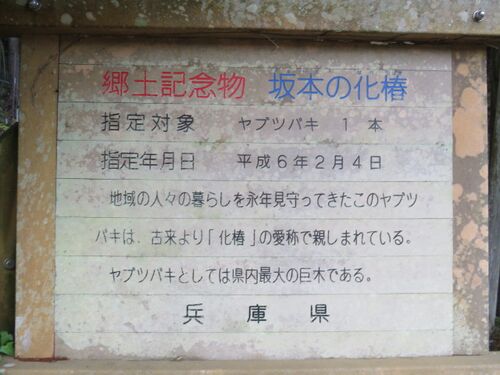 郷土記念物 坂本の化椿
指定対象 ヤブツバキ 1 本
指定年月日 平成6年2月4日
地域の人々の暮らしを永年見守ってきたこのヤブツ
バキは、古来より「化椿」の愛称で親しまれている。
ヤブツバキとしては県内最大の巨木である。
兵庫県